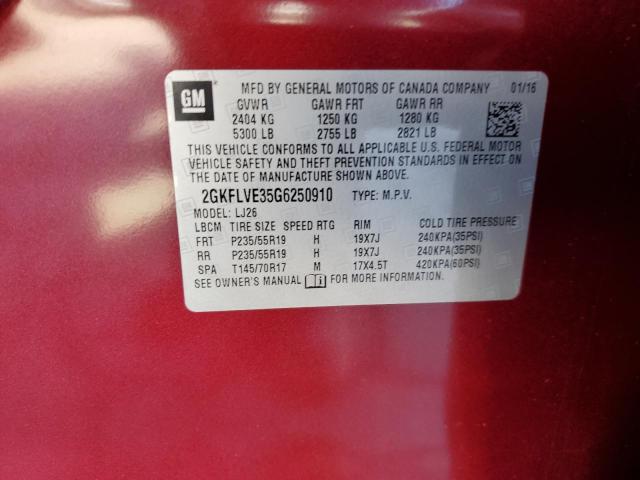 GM
MFD BY GENERAL MOTORS OF CANADA COMPANY 01/16
GVWR GAWR FRT GAWR RR
2404 KG 1250 KG 1280 KG
5300 LB 2755 LB 2821 LB
THIS VEHICLE CONFORMS TO ALL APPLICABLE U.S. FEDERAL MOTOR
VEHICLE SAFETY AND THEFT PREVENTION STANDARDS IN EFFECT ON
THE DATE OF MANUFACTURE SHOWN ABOVE.
2GKFLVE35G6250910 TYPE: M.P.V.
MODEL: LJ26
LBCM TIRE SIZE SPEED RTG RIM COLD TIRE PRESSURE
FRT P235/55R19 H 19X7J 240KPA(35PSI)
RR P235/55R19 H 19X7J 240KPA(35PSI)
SPA T145/70R17 M 17X4.5T 420KPA(60PSI)
SEE OWNER'S MANUAL FOR MORE INFORMATION.